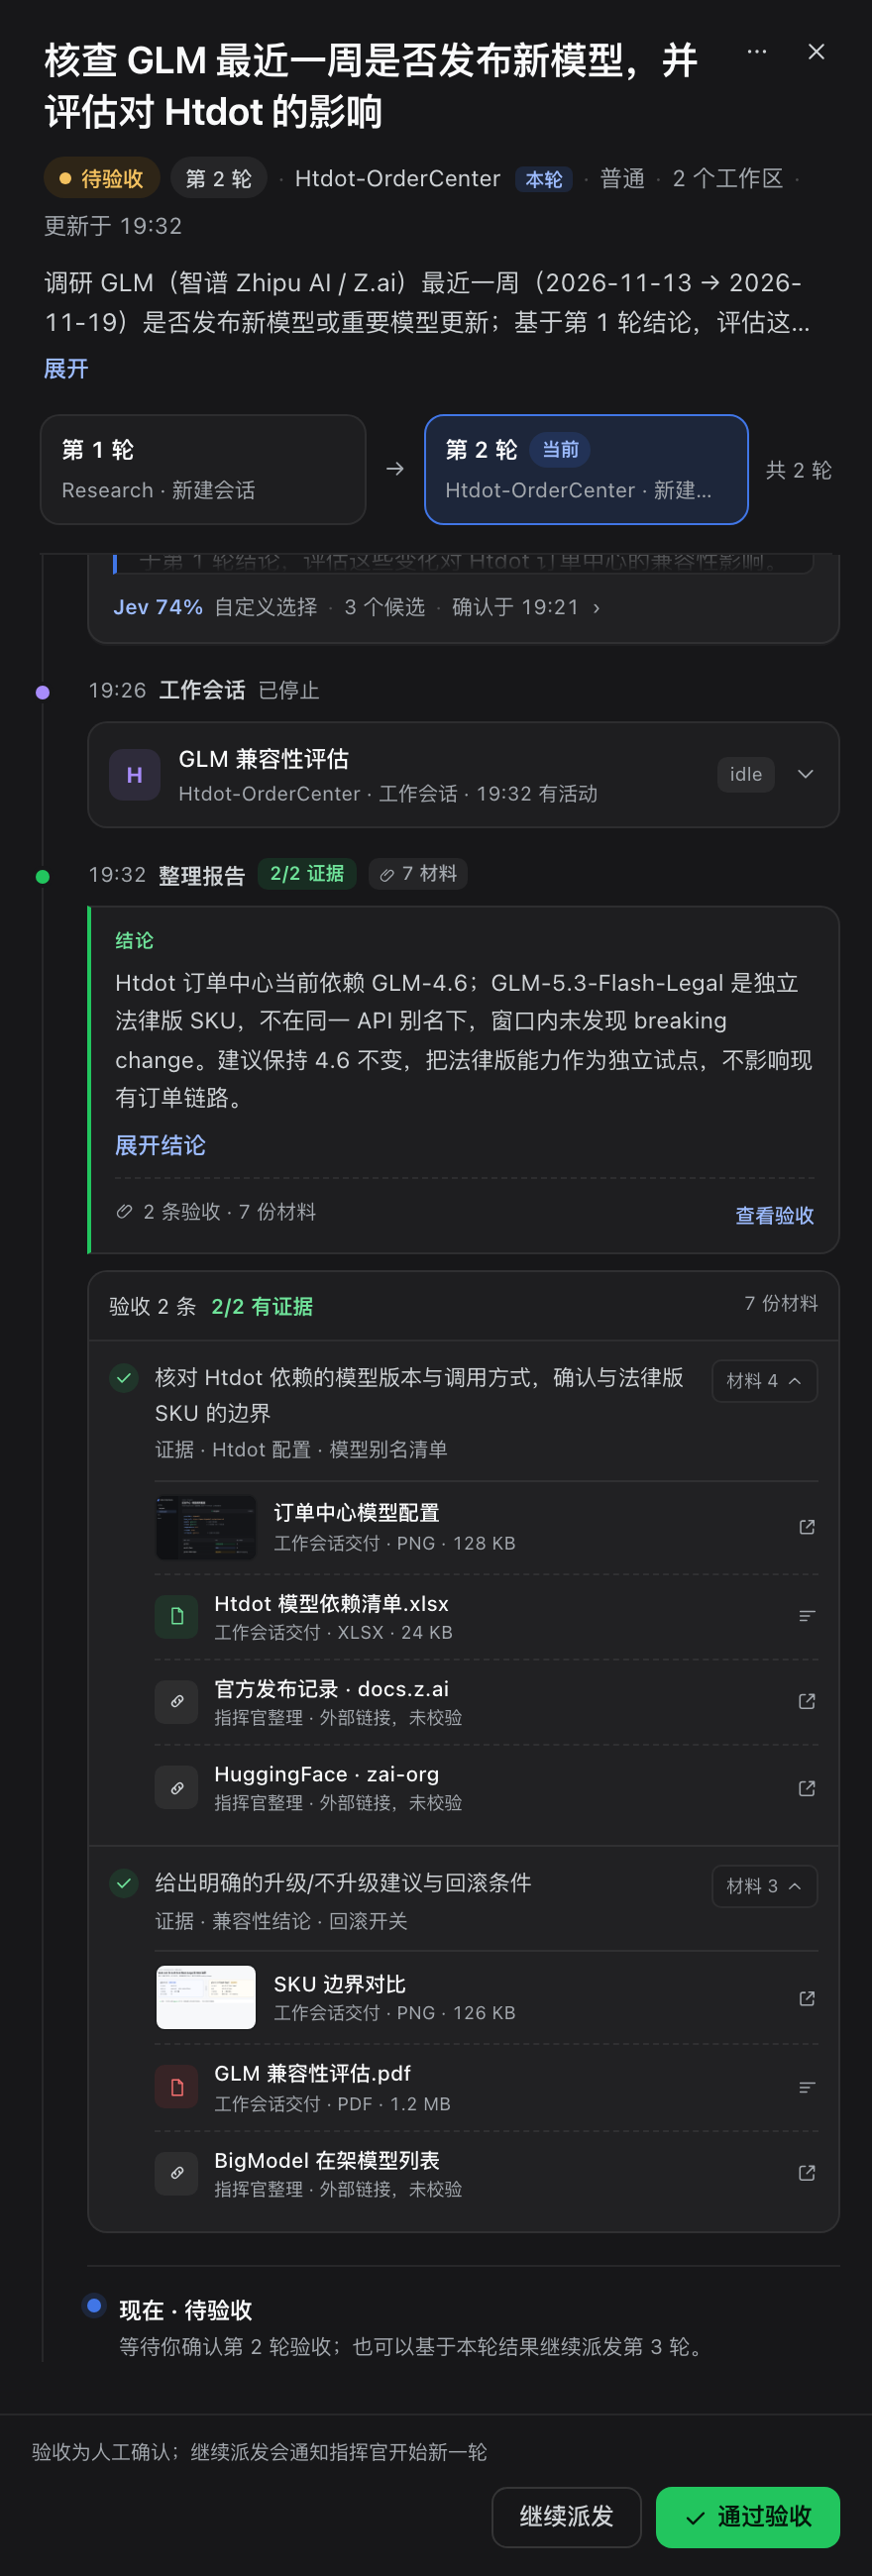 核查 GLM 最近一周是否发布新模型，并
评估对 Htdot 的影响
待验收 第 2 轮 · Htdot-OrderCenter 本轮 · 普通 · 2 个工作区 ·
更新于 19:32
调研 GLM（智谱 Zhipu AI / Z.ai）最近一周（2026-11-13 → 2026-
11-19）是否发布新模型或重要模型更新；基于第 1 轮结论，评估这...
展开
第 1 轮
Research · 新建会话
→
第 2 轮 当前
Htdot-OrderCenter · 新建...
共 2 轮
于第 1 轮结论，评估这些变化对 Htdot 订单中心的兼容性影响。
Jev 74% 自定义选择 · 3 个候选 · 确认于 19:21 ›
19:26 工作会话 已停止
H
GLM 兼容性评估
Htdot-OrderCenter · 工作会话 · 19:32 有活动
idle
19:32 整理报告 2/2 证据 7 材料
结论
Htdot 订单中心当前依赖 GLM-4.6；GLM-5.3-Flash-Legal 是独立
法律版 SKU，不在同一 API 别名下，窗口内未发现 breaking
change。建议保持 4.6 不变，把法律版能力作为独立试点，不影响现
有订单链路。
展开结论
2 条验收 · 7 份材料
查看验收
验收 2 条 2/2 有证据 7 份材料
核对 Htdot 依赖的模型版本与调用方式，确认与法律版
SKU 的边界
材料 4
证据 · Htdot 配置 · 模型别名清单
订单中心模型配置
工作会话交付 · PNG · 128 KB
Htdot 模型依赖清单.xlsx
工作会话交付 · XLSX · 24 KB
官方发布记录 · docs.z.ai
指挥官整理 · 外部链接，未校验
HuggingFace · zai-org
指挥官整理 · 外部链接，未校验
给出明确的升级/不升级建议与回滚条件
材料 3
证据 · 兼容性结论 · 回滚开关
SKU 边界对比
工作会话交付 · PNG · 126 KB
GLM 兼容性评估.pdf
工作会话交付 · PDF · 1.2 MB
BigModel 在架模型列表
指挥官整理 · 外部链接，未校验
现在 · 待验收
等待你确认第 2 轮验收；也可以基于本轮结果继续派发第 3 轮。
验收为人工确认；继续派发会通知指挥官开始新一轮
继续派发
通过验收